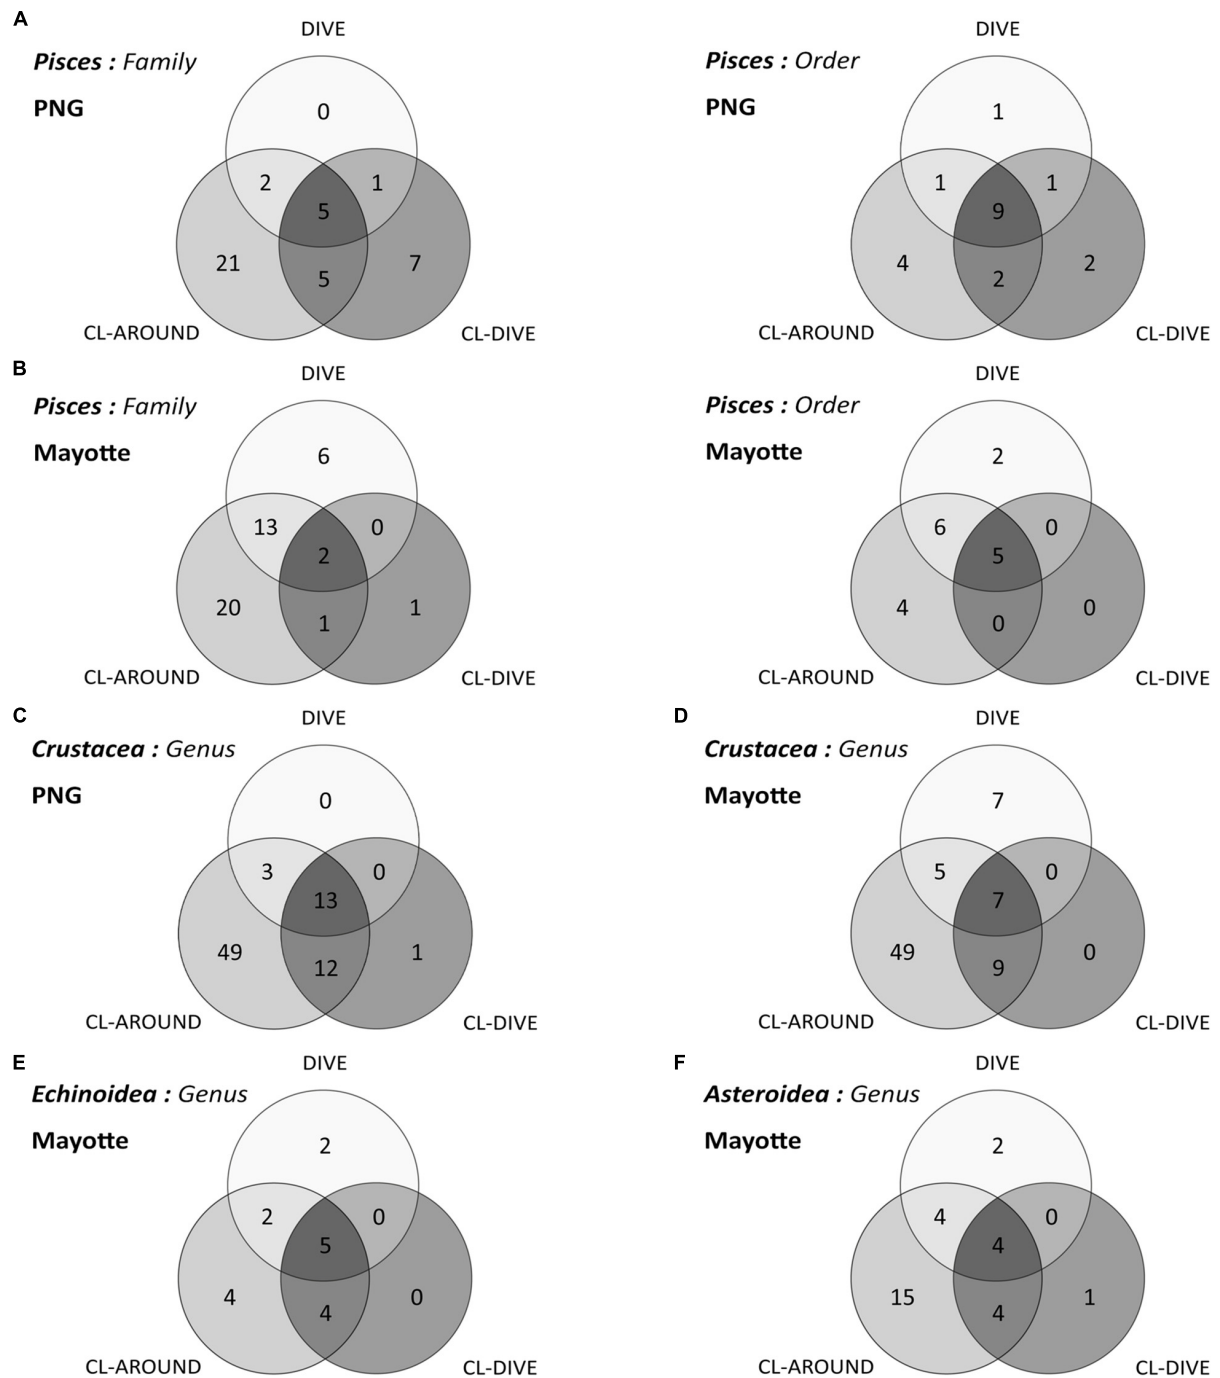 A
DIVE
Pisces : Family
PNG
0
2
1
5
21
5
7
CL-AROUND
CL-DIVE
DIVE
Pisces : Order
PNG
1
1
1
9
4
2
2
CL-AROUND
CL-DIVE
B
DIVE
Pisces : Family
Mayotte
6
13
0
2
20
1
1
CL-AROUND
CL-DIVE
DIVE
Pisces : Order
Mayotte
2
6
0
5
4
0
0
CL-AROUND
CL-DIVE
C
DIVE
Crustacea : Genus
PNG
0
3
0
13
49
12
1
CL-AROUND
CL-DIVE
D
DIVE
Crustacea : Genus
Mayotte
7
5
0
7
49
9
0
CL-AROUND
CL-DIVE
E
DIVE
Echinoidea : Genus
Mayotte
2
2
0
5
4
4
0
CL-AROUND
CL-DIVE
F
DIVE
Asteroidea : Genus
Mayotte
2
4
0
4
15
4
1
CL-AROUND
CL-DIVE